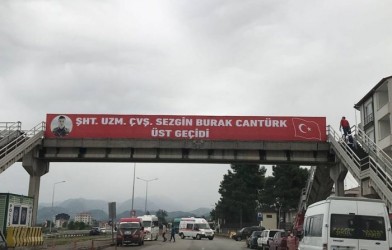 ŞHT. UZM. ÇVŞ. SEZGİN BURAK CANTÜRK
ÜST GEÇİDİ